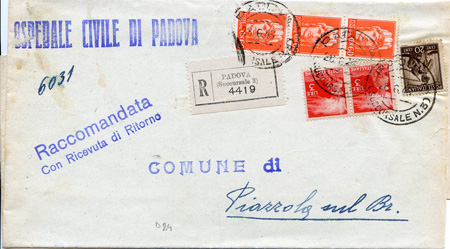 OSPEDALE CIVILE DI PADOVA
6031
R
PADOVA
(Succursale 3)
4419
Raccomandata
Con Ricevuta di Ritorno
COMUNE di
Piazzola sul Br.